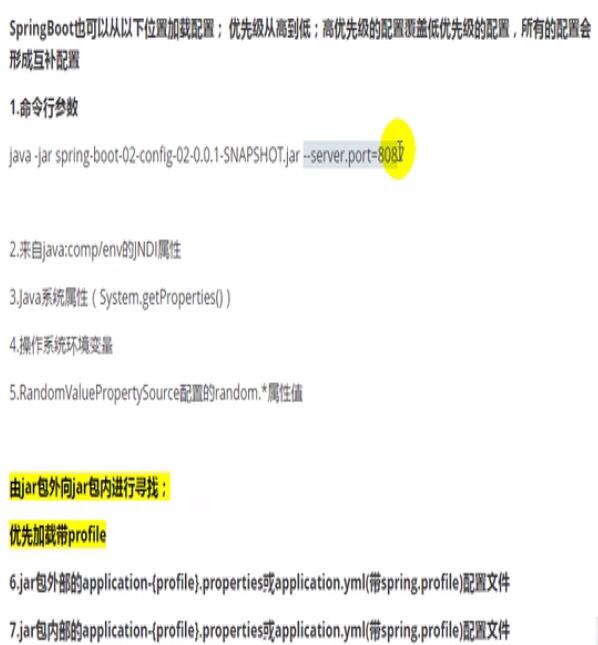 SpringBoot也可以从以下位置加载配置； 优先级从高到低；高优先级的配置覆盖低优先级的配置，所有的配置会
形成互补配置
1.命令行参数
java -jar spring-boot-02-config-02-0.0.1-SNAPSHOT.jar --server.port=8087
2.来自java:comp/env的JNDI属性
3.Java系统属性（System.getProperties()）
4.操作系统环境变量
5.RandomValuePropertySource配置的random.*属性值
由jar包外向jar包内进行寻找；
优先加载带profile
6.jar包外部的application-{profile}.properties或application.yml(带spring.profile)配置文件
7.jar包内部的application-{profile}.properties或application.yml(带spring.profile)配置文件